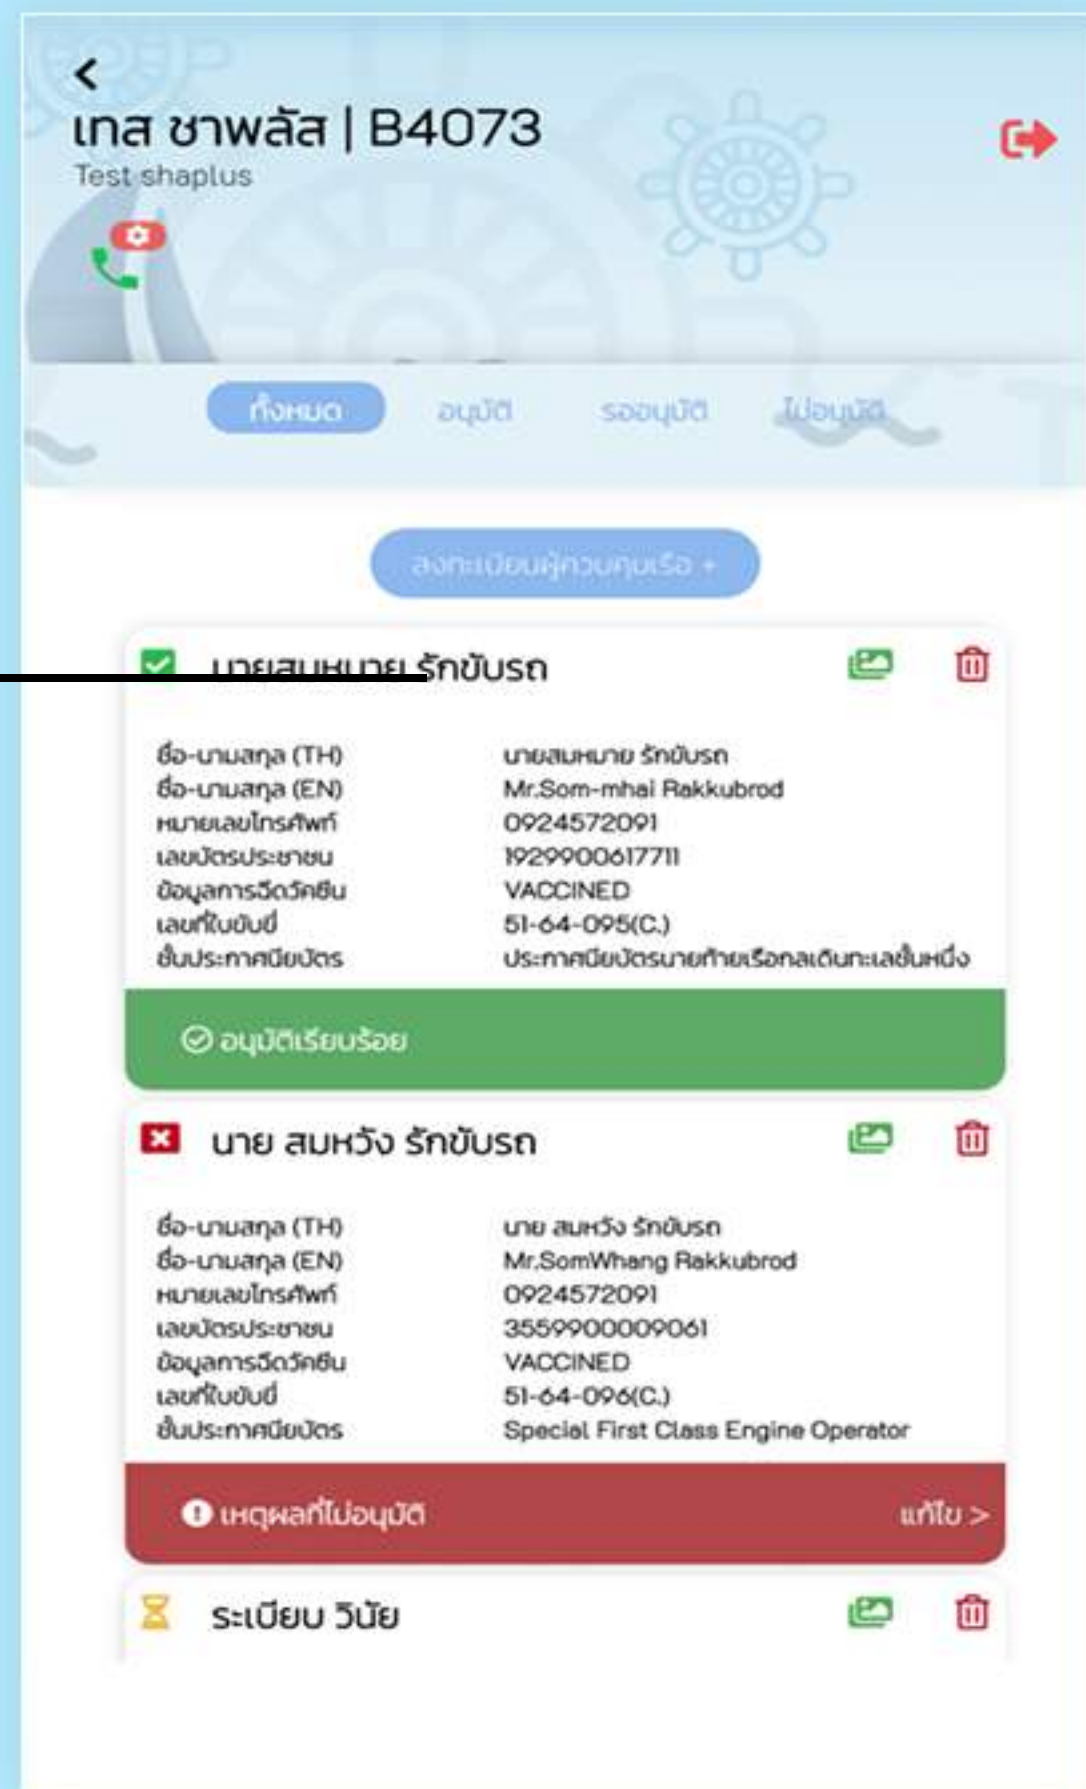 เทส ชาพลัส | B4073
Test shaplus
ทั้งหมด อนุมัติ รออนุมัติ ไม่อนุมัติ
ลงทะเบียนผู้ควบคุมเรือ +
นายสมหมาย รักขับรถ
ชื่อ-นามสกุล (TH) นายสมหมาย รักขับรถ
ชื่อ-นามสกุล (EN) Mr.Som-mhai Rakkubrod
หมายเลขโทรศัพท์ 0924572091
เลขบัตรประชาชน 1929900617711
ข้อมูลการฉีดวัคซีน VACCINED
เลขที่ใบขับขี่ 51-64-095(C.)
ชั้นประกาศนียบัตร ประกาศนียบัตรนายท้ายเรือกลเดินทะเลชั้นหนึ่ง
อนุมัติเรียบร้อย
นาย สมหวัง รักขับรถ
ชื่อ-นามสกุล (TH) นาย สมหวัง รักขับรถ
ชื่อ-นามสกุล (EN) Mr.SomWhang Rakkubrod
หมายเลขโทรศัพท์ 0924572091
เลขบัตรประชาชน 3559900009061
ข้อมูลการฉีดวัคซีน VACCINED
เลขที่ใบขับขี่ 51-64-096(C.)
ชั้นประกาศนียบัตร Special First Class Engine Operator
เหตุผลที่ไม่อนุมัติ แก้ไข >
ระเบียบ วินัย